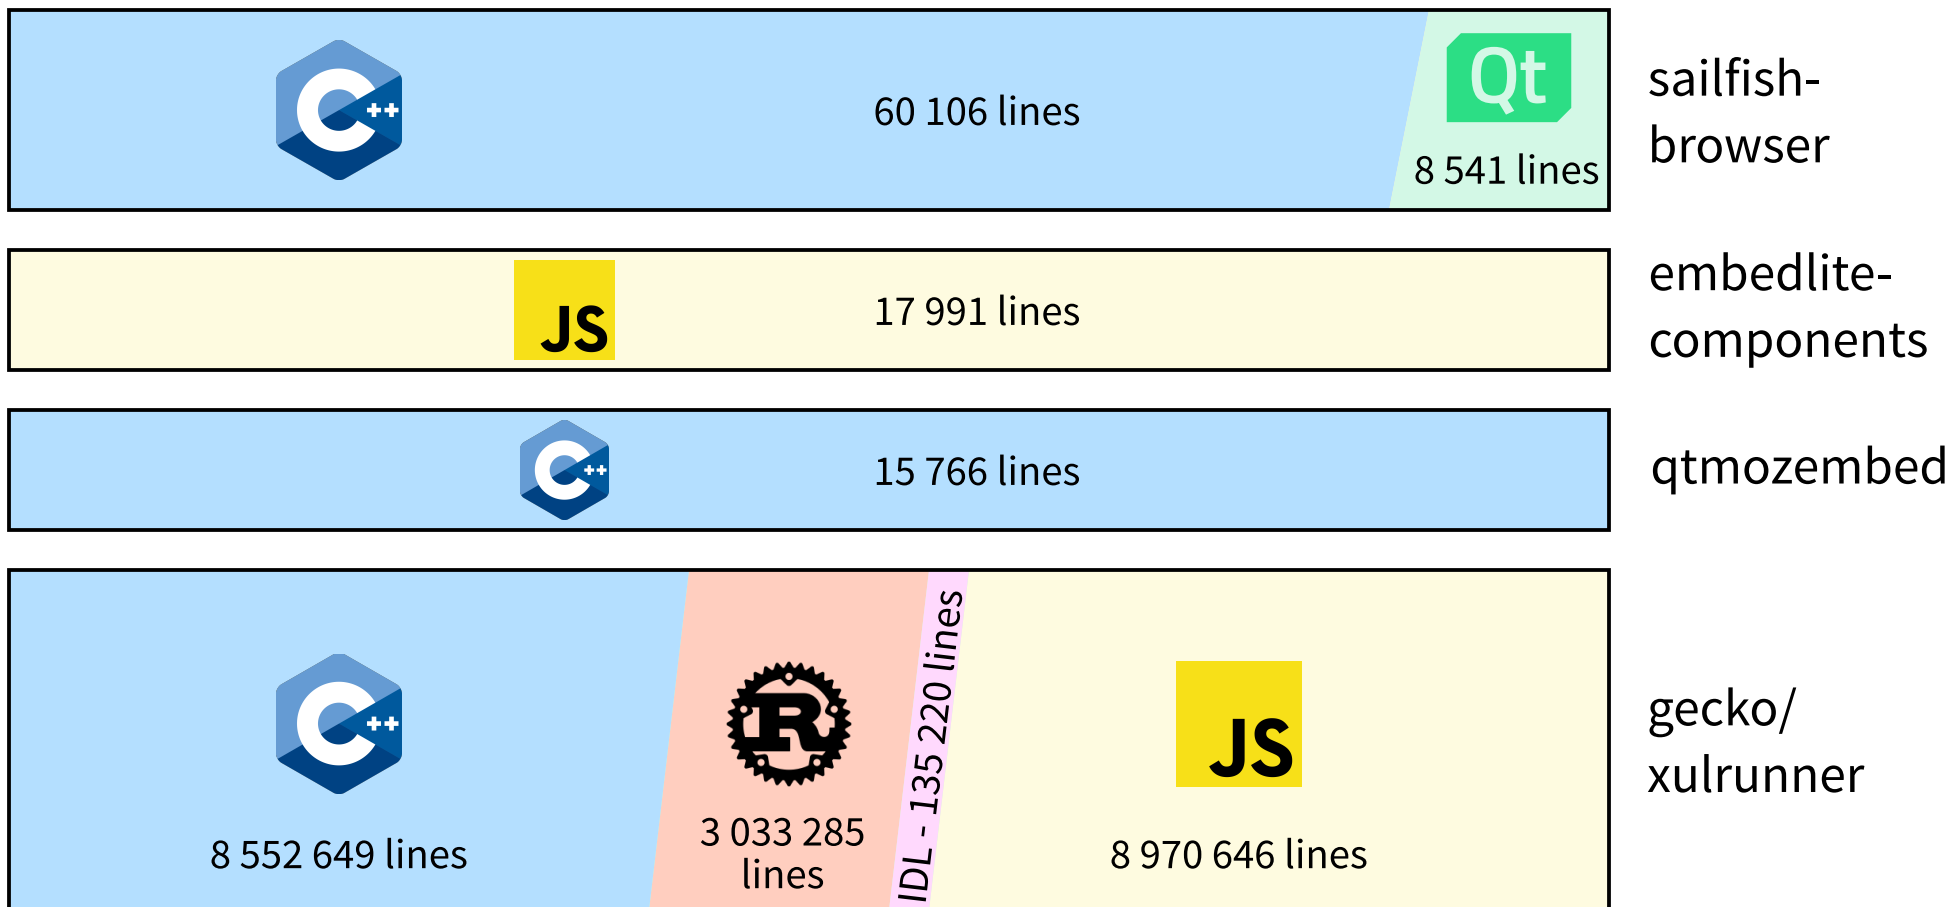 C++
60 106 lines
Qt
8 541 lines
sailfish-
browser
JS
17 991 lines
embedlite-
components
C++
15 766 lines
qtmozembed
C++
8 552 649 lines
R
3 033 285
lines
IDL - 135 220 lines
JS
8 970 646 lines
gecko/
xulrunner